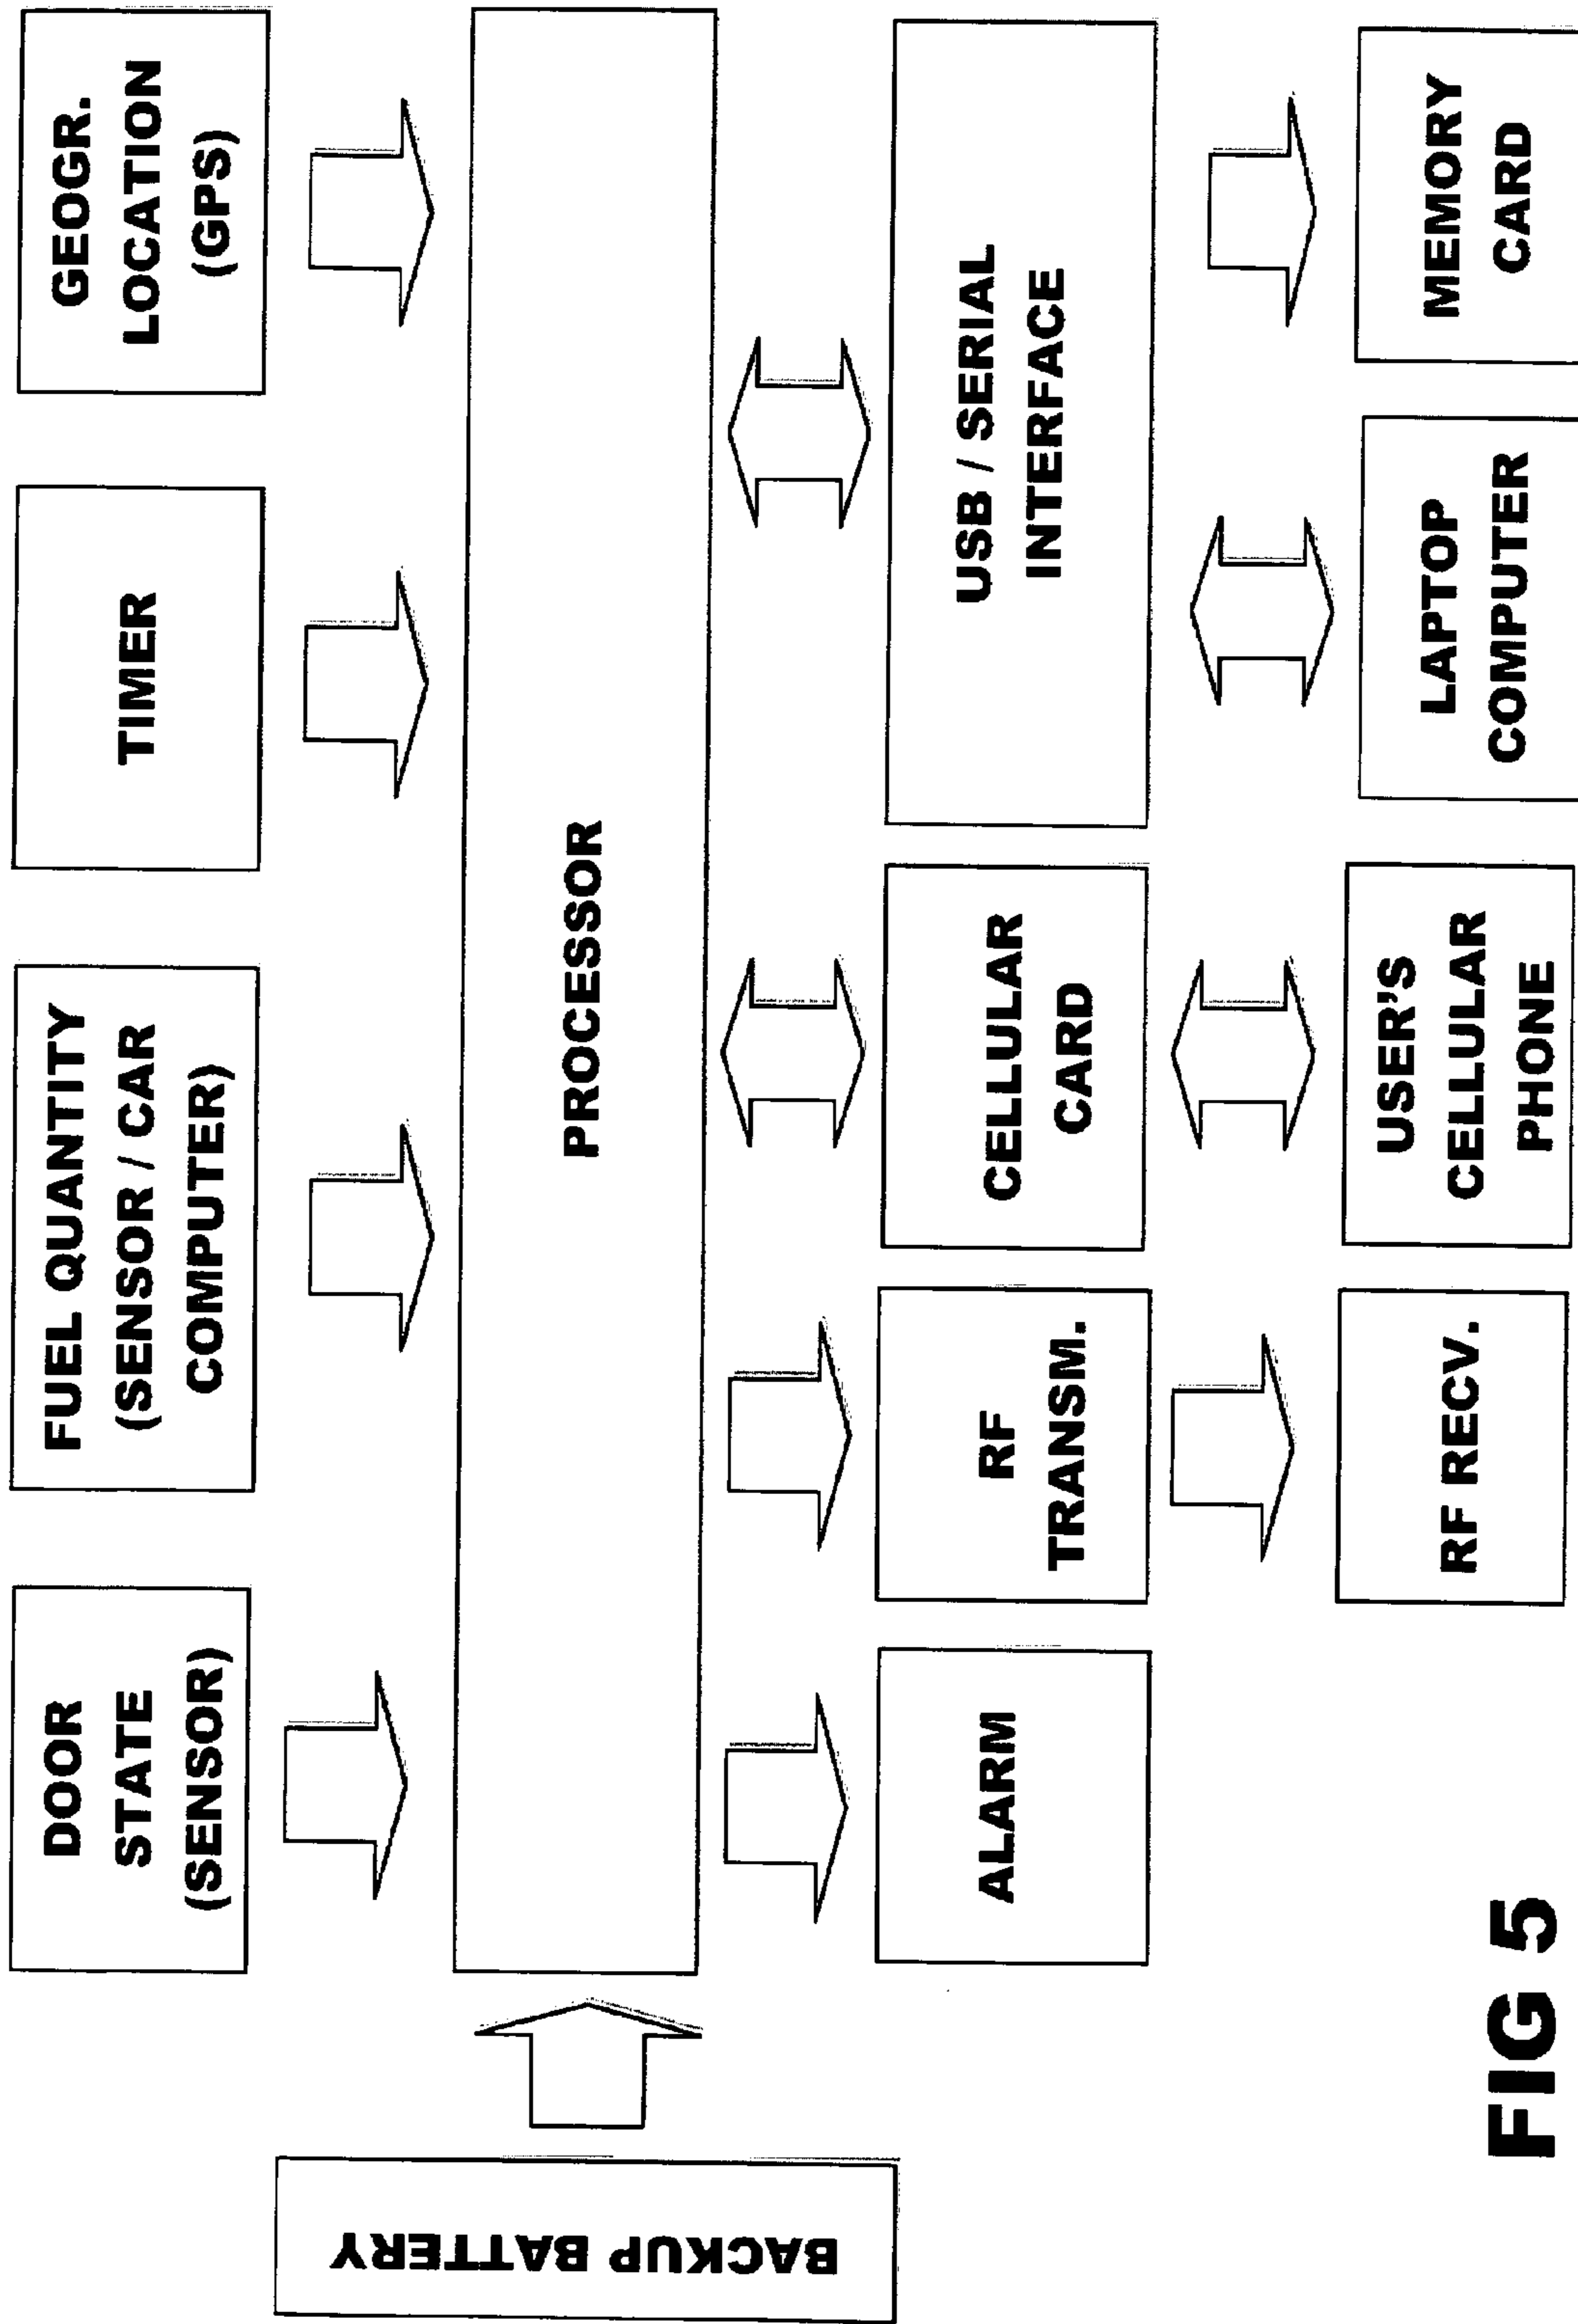 DOOR
STATE
(SENSOR)
FUEL QUANTITY
(SENSOR / CAR
COMPUTER)
TIMER
GEOGR.
LOCATION
(GPS)
BACKUP BATTERY
PROCESSOR
ALARM
RF
TRANSM.
CELLULAR
CARD
USB / SERIAL
INTERFACE
RF RECV.
USER'S
CELLULAR
PHONE
LAPTOP
COMPUTER
MEMORY
CARD
FIG 5